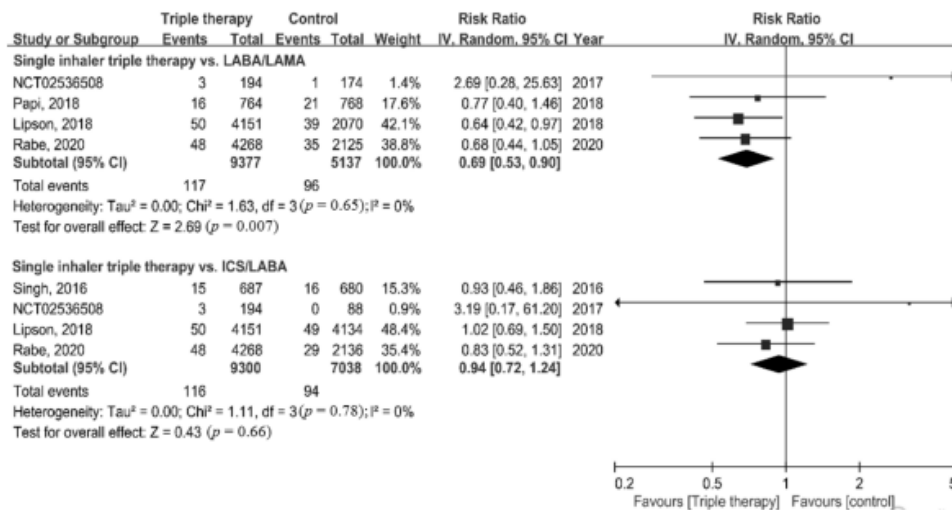 Triple therapy Control Risk Ratio Risk Ratio
Study or Subgroup Events Total Events Total Weight IV, Random, 95% CI Year IV, Random, 95% CI
Single inhaler triple therapy vs. LABA/LAMA
NCT02536508 3 194 1 174 1.4% 2.69 [0.28, 25.63] 2017
Papi, 2018 16 764 21 768 17.6% 0.77 [0.40, 1.46] 2018
Lipson, 2018 50 4151 39 2070 42.1% 0.64 [0.42, 0.97] 2018
Rabe, 2020 48 4268 35 2125 38.8% 0.68 [0.44, 1.05] 2020
Subtotal (95% CI) 9377 5137 100.0% 0.69 [0.53, 0.90]
Total events 117 96
Heterogeneity: Tau² = 0.00; Chi² = 1.63, df = 3 (p = 0.65); I² = 0%
Test for overall effect: Z = 2.69 (p = 0.007)
Single inhaler triple therapy vs. ICS/LABA
Singh, 2016 15 687 16 680 15.3% 0.93 [0.46, 1.86] 2016
NCT02536508 3 194 0 88 0.9% 3.19 [0.17, 61.20] 2017
Lipson, 2018 50 4151 49 4134 48.4% 1.02 [0.69, 1.50] 2018
Rabe, 2020 48 4268 29 2136 35.4% 0.83 [0.52, 1.31] 2020
Subtotal (95% CI) 9300 7038 100.0% 0.94 [0.72, 1.24]
Total events 116 94
Heterogeneity: Tau² = 0.00; Chi² = 1.11, df = 3 (p = 0.78); I² = 0%
Test for overall effect: Z = 0.43 (p = 0.66)
0.2 0.5 1 2 5
Favours [Triple therapy] Favours [control]